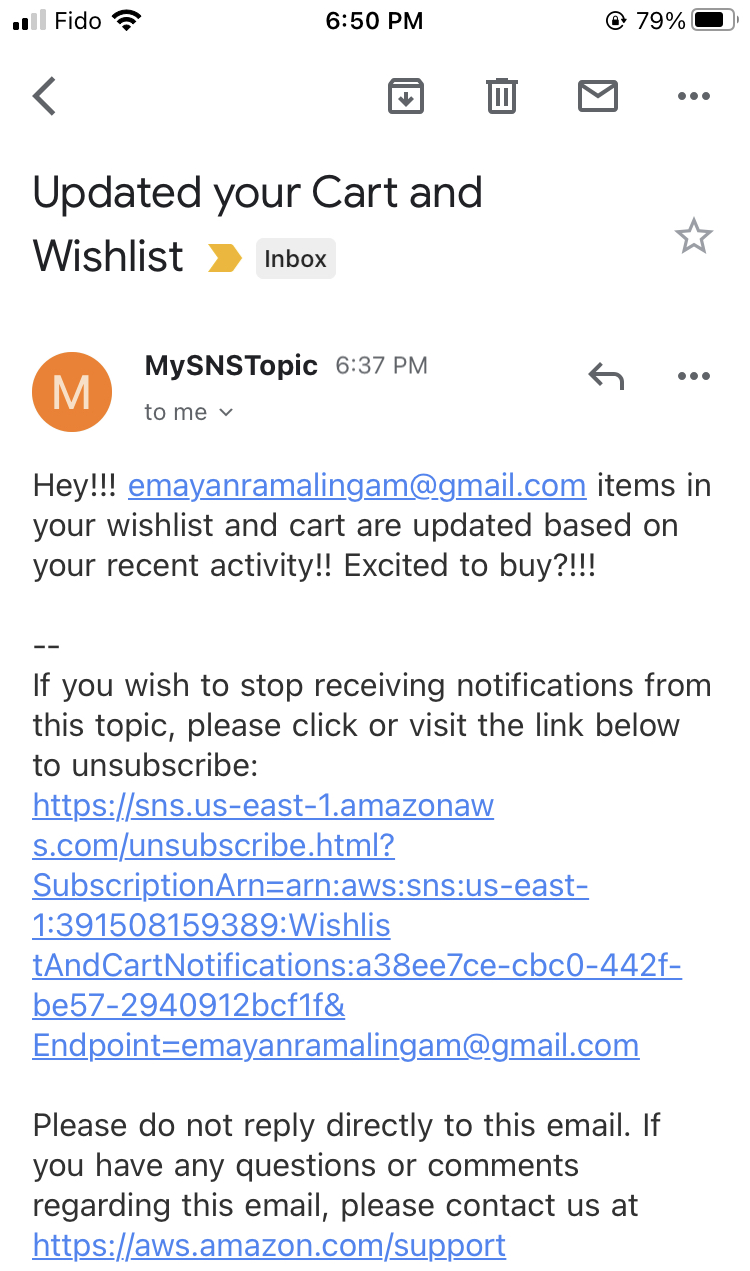 Fido 6:50 PM 79%
Updated your Cart and
Wishlist Inbox
M
MySNSTopic 6:37 PM
to me
Hey!!! emayanramalingam@gmail.com items in
your wishlist and cart are updated based on
your recent activity!! Excited to buy?!!!
--
If you wish to stop receiving notifications from
this topic, please click or visit the link below
to unsubscribe:
https://sns.us-east-1.amazonaw
s.com/unsubscribe.html?
SubscriptionArn=arn:aws:sns:us-east-
1:391508159389:Wishlis
tAndCartNotifications:a38ee7ce-cbc0-442f-
be57-2940912bcf1f&
Endpoint=emayanramalingam@gmail.com
Please do not reply directly to this email. If
you have any questions or comments
regarding this email, please contact us at
https://aws.amazon.com/support